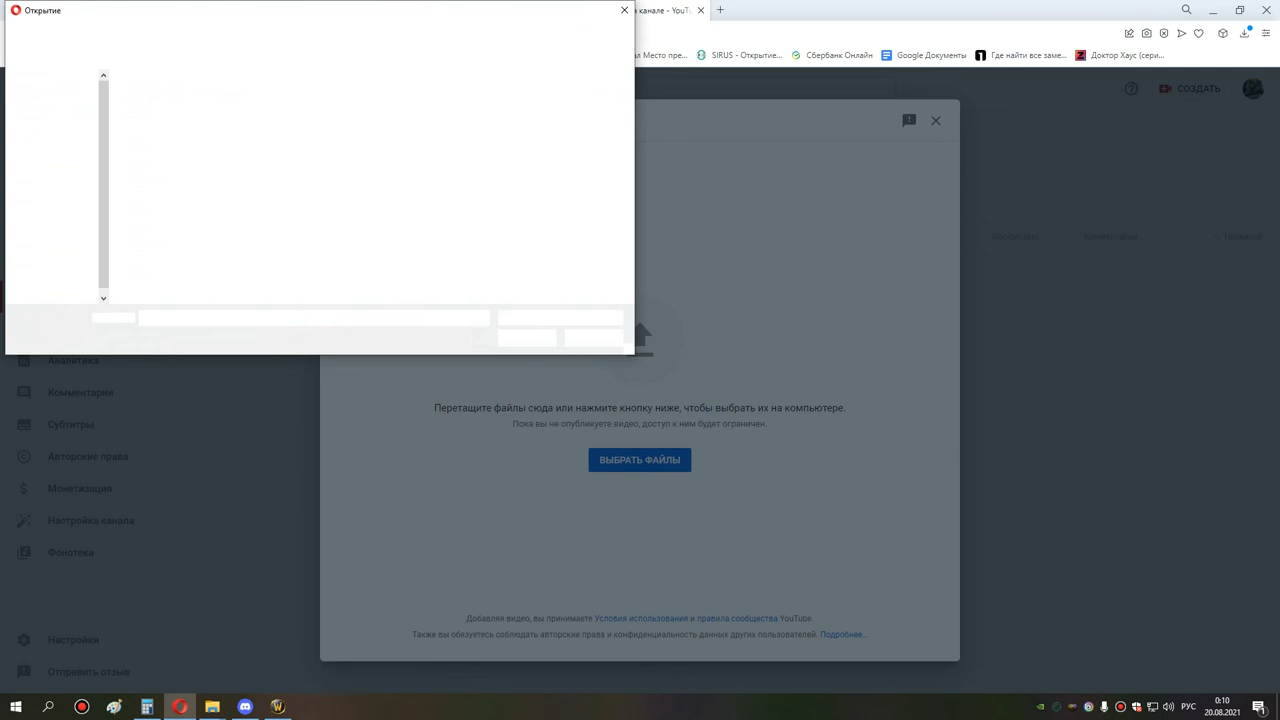 Открытие
а канале - YouTu
ал Место пре...
SIRUS - Открытие...
Сбербанк Онлайн
Google Документы
Где найти все заме...
Доктор Хаус (сери...
СОЗДАТЬ
Просмотры
Комментарии
Аналитика
Комментарии
Субтитры
Авторские права
Монетизация
Настройка канала
Фонотека
Настройки
Отправить отзыв
Перетащите файлы сюда или нажмите кнопку ниже, чтобы выбрать их на компьютере.
Пока вы не опубликуете видео, доступ к ним будет ограничен.
ВЫБРАТЬ ФАЙЛЫ
Добавляя видео, вы принимаете Условия использования и правила сообщества YouTube.
Также вы обязуетесь соблюдать авторские права и конфиденциальность данных других пользователей. Подробнее...
РУС
0:10
20.08.2021